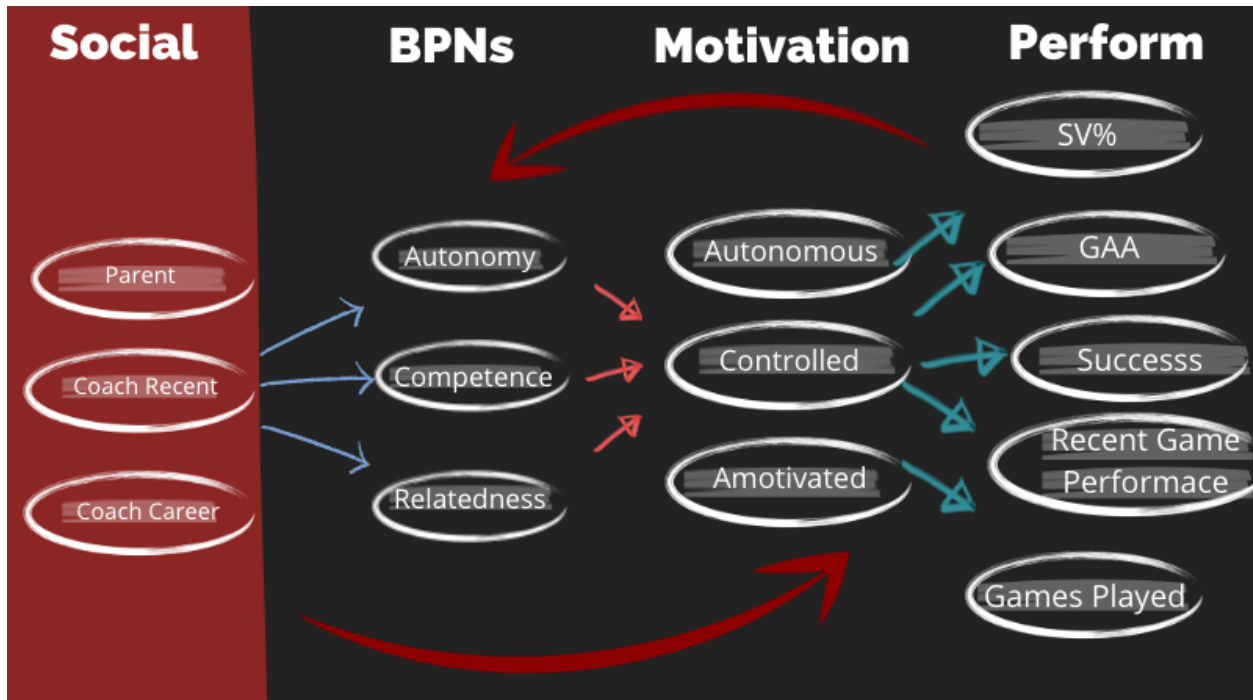 Social
BPNs
Motivation
Perform
Parent
Coach Recent
Coach Career
Autonomy
Competence
Relatedness
Autonomous
Controlled
Amotivated
SV%
GAA
Successs
Recent Game
Performace
Games Played